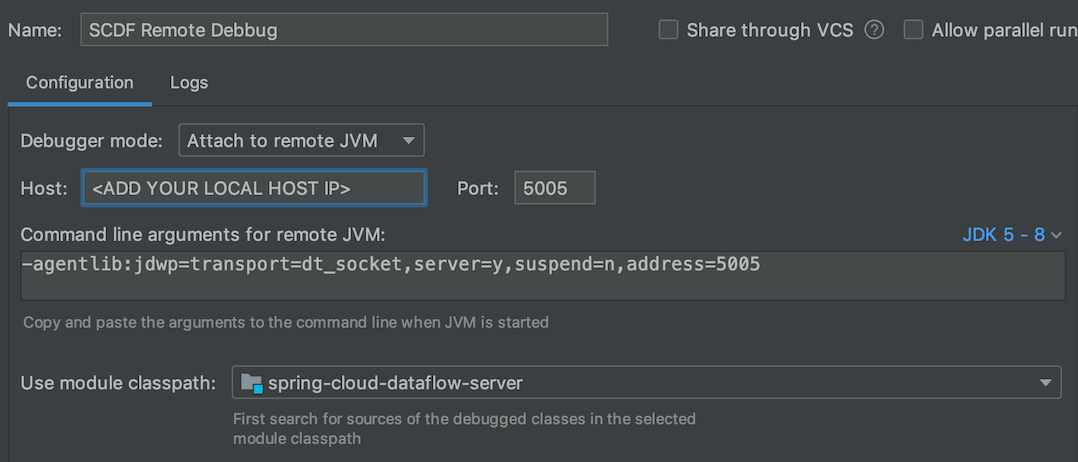 Name: SCDF Remote Debbug Share through VCS ? Allow parallel run
Configuration Logs
Debugger mode: Attach to remote JVM
Host: <ADD YOUR LOCAL HOST IP> Port: 5005
Command line arguments for remote JVM: JDK 5 - 8
-agentlib:jdwp=transport=dt_socket,server=y,suspend=n,address=5005
Copy and paste the arguments to the command line when JVM is started
Use module classpath: spring-cloud-dataflow-server
First search for sources of the debugged classes in the selected
module classpath